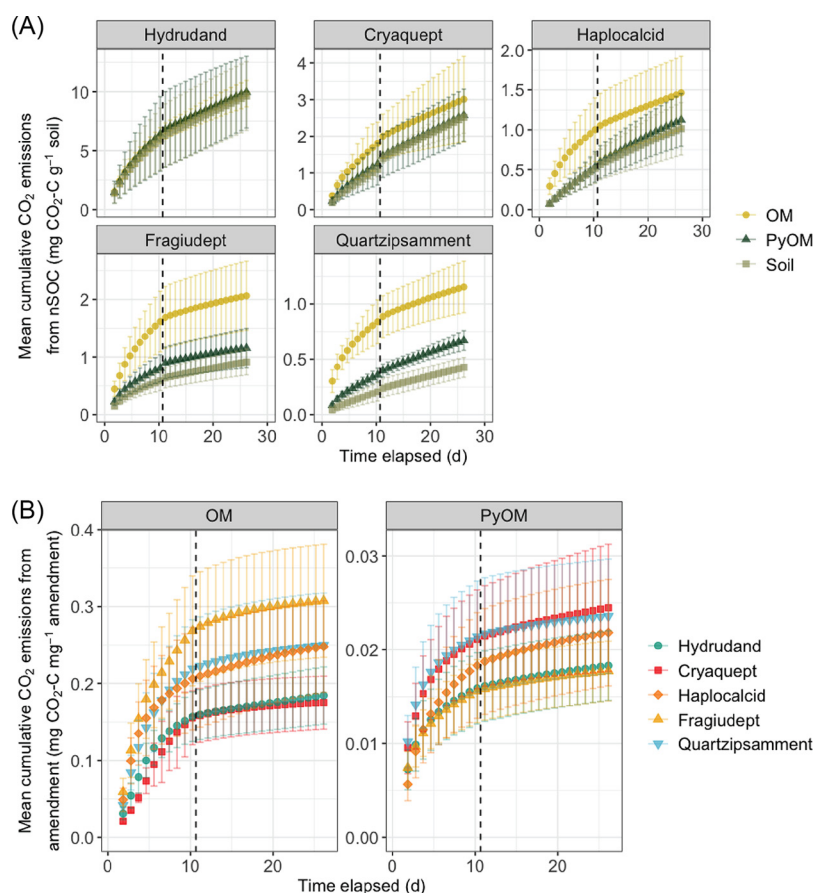 (A)
Hydrudand
Cryaquept
Haplocalcid
Mean cumulative CO₂ emissions
from nSOC (mg CO₂-C g⁻¹ soil)
10
5
0
4
3
2
1
0
2.0
1.5
1.0
0.5
0.0
0 10 20 30
OM
PyOM
Soil
Fragiudept
Quartzipsamment
2
1
0
1.0
0.5
0.0
0 10 20 30
0 10 20 30
Time elapsed (d)
(B)
OM
PyOM
Mean cumulative CO₂ emissions from
amendment (mg CO₂-C mg⁻¹ amendment)
0.4
0.3
0.2
0.1
0.0
0.03
0.02
0.01
0.00
0 10 20
0 10 20
Time elapsed (d)
Hydrudand
Cryaquept
Haplocalcid
Fragiudept
Quartzipsamment